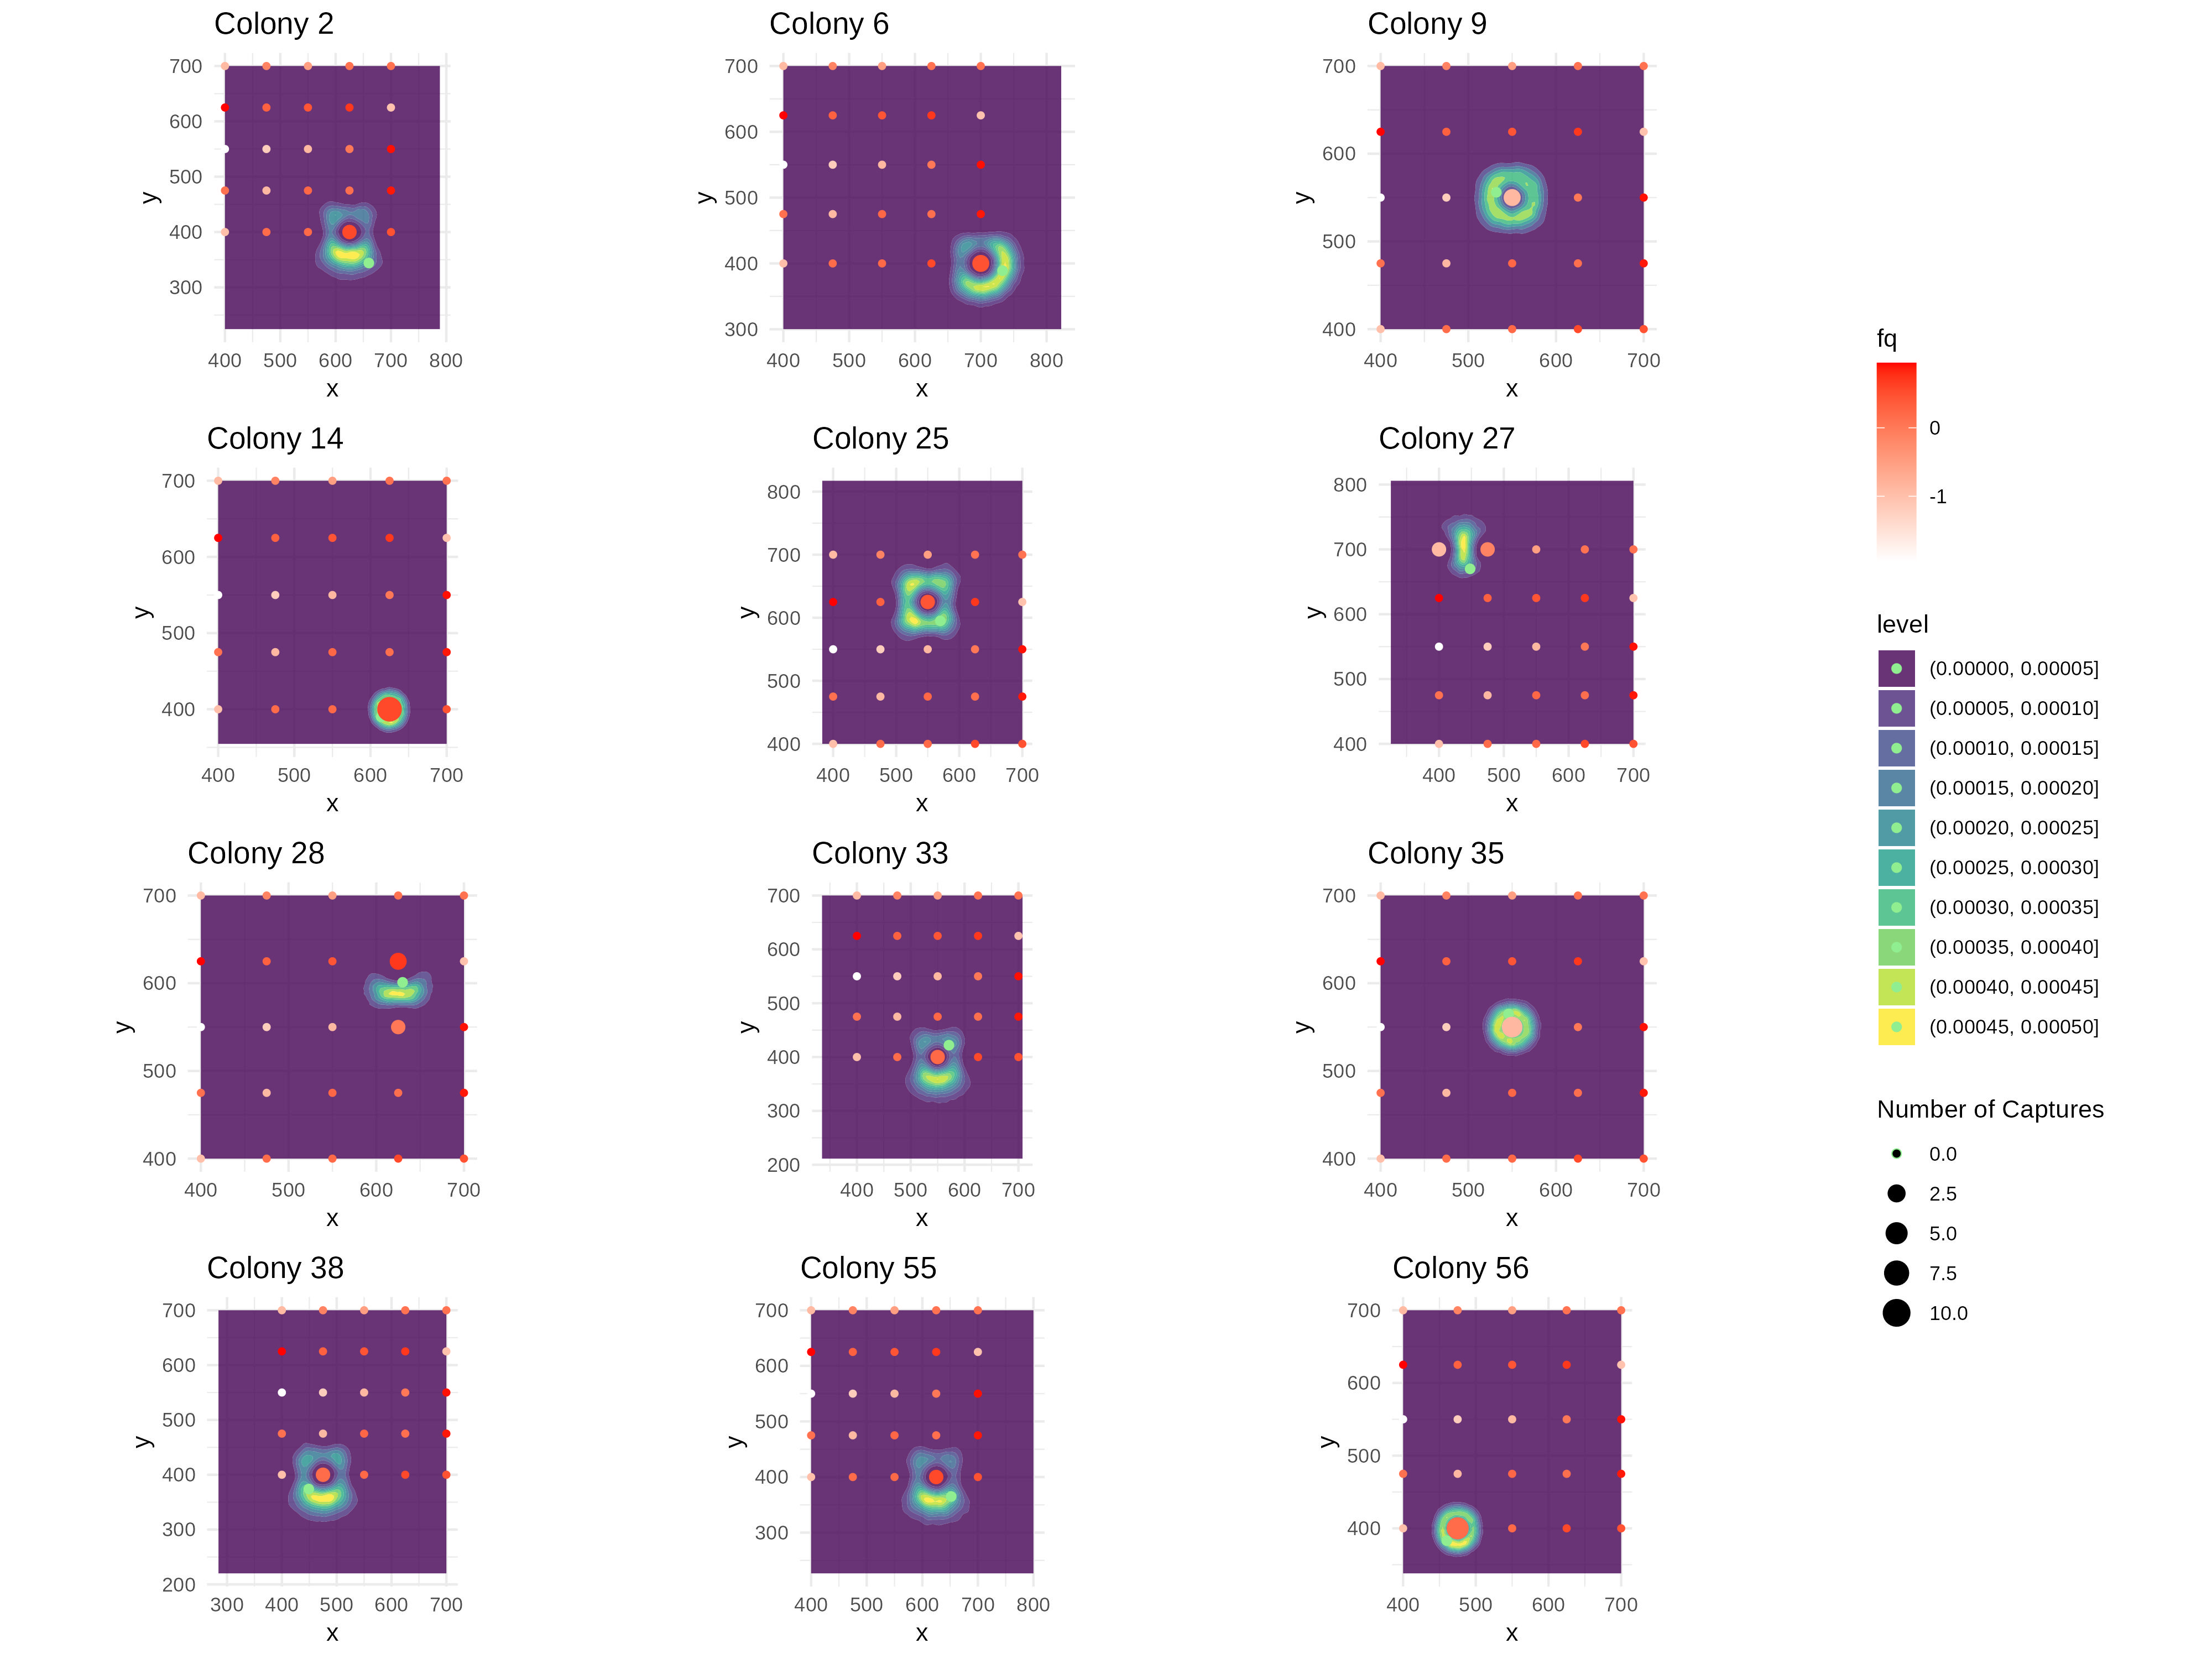 Colony 2
700
600
500
400
300
y
400 500 600 700 800
x
Colony 6
700
600
500
400
300
y
400 500 600 700 800
x
Colony 9
700
600
500
400
y
400 500 600 700
x
Colony 14
700
600
500
400
y
400 500 600 700
x
Colony 25
800
700
600
500
400
y
400 500 600 700
x
Colony 27
800
700
600
500
400
y
400 500 600 700
x
Colony 28
700
600
500
400
y
400 500 600 700
x
Colony 33
700
600
500
400
300
200
y
400 500 600 700
x
Colony 35
700
600
500
400
y
400 500 600 700
x
Colony 38
700
600
500
400
300
200
y
300 400 500 600 700
x
Colony 55
700
600
500
400
300
y
400 500 600 700 800
x
Colony 56
700
600
500
400
y
400 500 600 700
x
fq
0
-1
level
(0.00000, 0.00005]
(0.00005, 0.00010]
(0.00010, 0.00015]
(0.00015, 0.00020]
(0.00020, 0.00025]
(0.00025, 0.00030]
(0.00030, 0.00035]
(0.00035, 0.00040]
(0.00040, 0.00045]
(0.00045, 0.00050]
Number of Captures
0.0
2.5
5.0
7.5
10.0